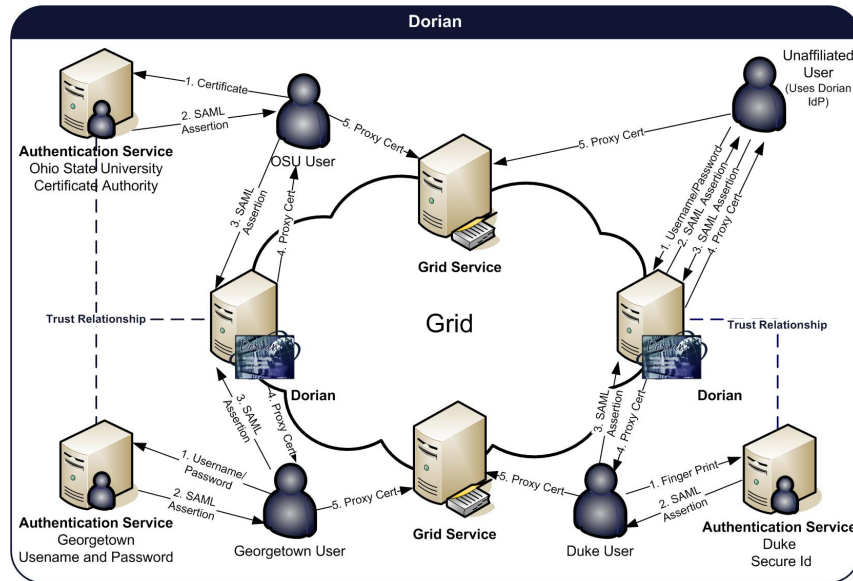 Dorian
Unaffiliated
User
(Uses Dorian
IdP)
1. Certificate
2. SAML
Assertion
5. Proxy Cert
5. Proxy Cert
Authentication Service
Ohio State University
Certificate Authority
OSU User
3. SAML
Assertion
4. Proxy Cert
1. Username/Password
2. SAML Assertion
3. SAML Assertion
4. Proxy Cert
Grid Service
Grid
Trust Relationship
Trust Relationship
Dorian
Dorian
3. SAML
Assertion
4. Proxy Cert
3. SAML
Assertion
4. Proxy Cert
1. Username/
Password
2. SAML
Assertion
5. Proxy Cert
5. Proxy Cert
1. Finger Print
2. SAML
Assertion
Authentication Service
Georgetown
Usename and Password
Georgetown User
Grid Service
Duke User
Authentication Service
Duke
Secure Id